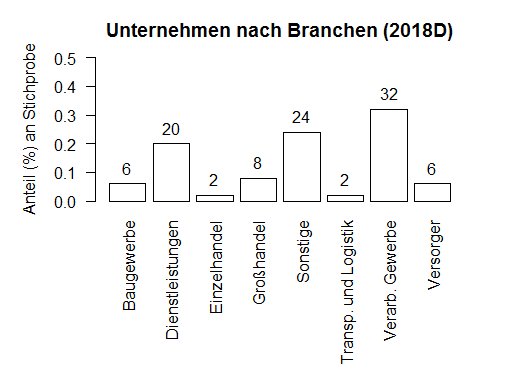 Unternehmen nach Branchen (2018D)
Anteil (%) an Stichprobe
0.5
0.4
0.3
0.2
0.1
0.0
6
20
2
8
24
2
32
6
Baugewerbe
Dienstleistungen
Einzelhandel
Großhandel
Sonstige
Transp. und Logistik
Verarb. Gewerbe
Versorger